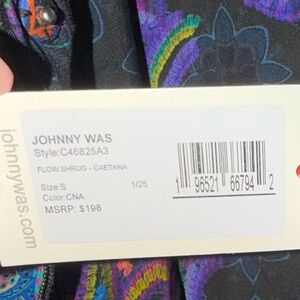 JOHNNY WAS
Style:C46825A3
FLOW SHRUG - CAETANA
Size:S 1/25
Color:CNA
MSRP: $198
1 96521 66794 2
johnnywas.com